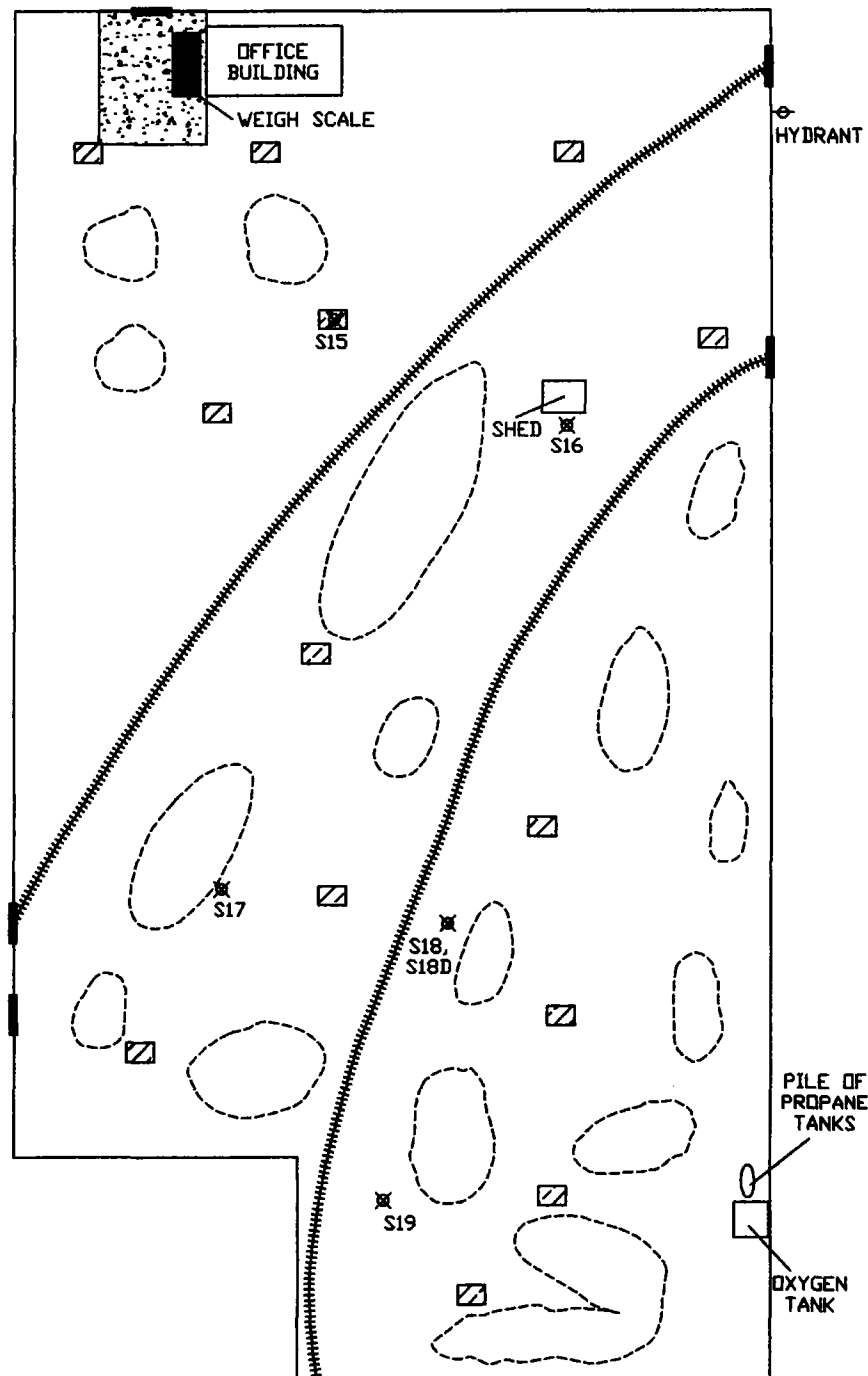 OFFICE
BUILDING
WEIGH SCALE
HYDRANT
S15
SHED
S16
S17
S18,
S18D
PILE OF
PROPANE
TANKS
S19
OXYGEN
TANK